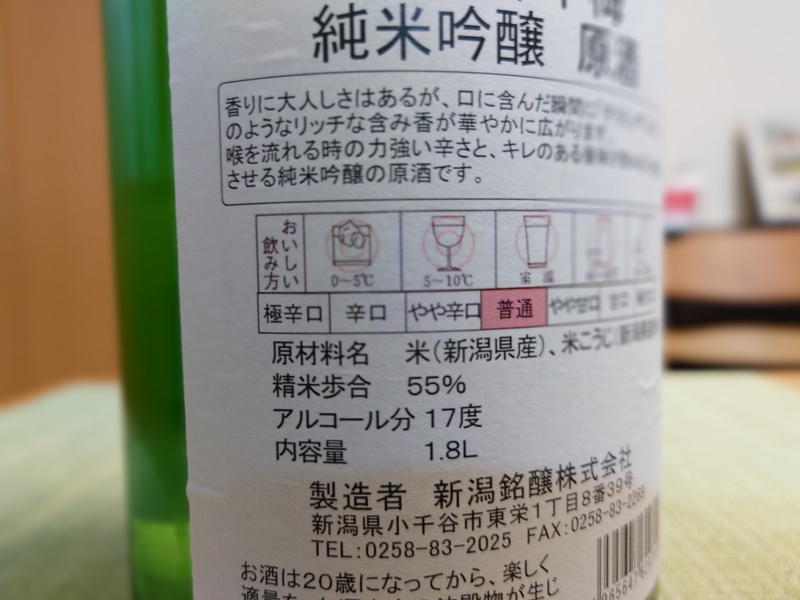 梅
純米吟醸 原酒
香りに大人しさはあるが、口に含んだ瞬間に
のようなリッチな含み香が華やかに広がります。
喉を流れる時の力強い辛さと、キレのある
させる純米吟醸の原酒です。
おいしい
飲み方
0～5℃ 5～10℃ 室温
極辛口 辛口 やや辛口 普通 やや甘口 甘口
原材料名 米(新潟県産)、米こうじ(
精米歩合 55%
アルコール分 17度
内容量 1.8L
製造者 新潟銘醸株式会社
新潟県小千谷市東栄1丁目8番39号
TEL:0258-83-2025 FAX:0258-83-2269
お酒は20歳になってから、楽しく
適量を